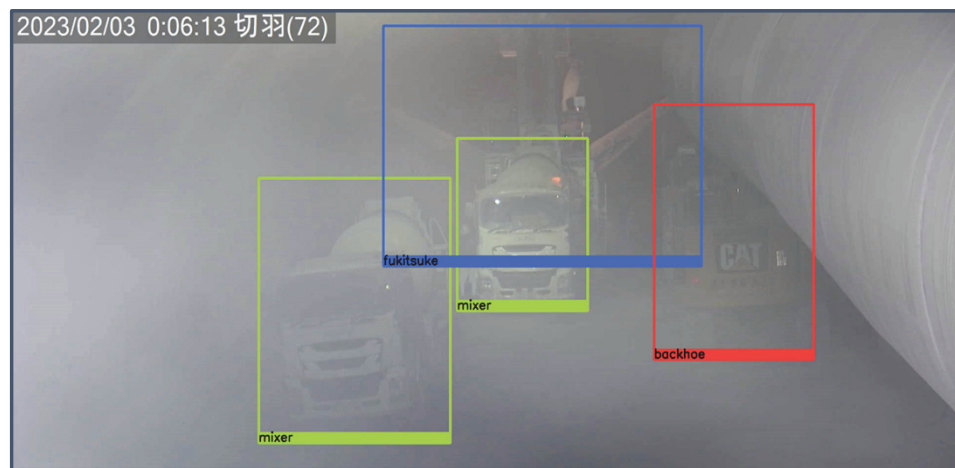 2023/02/03 0:06:13 切羽(72)
fukitsuke
CAT
mixer
backhoe
mixer